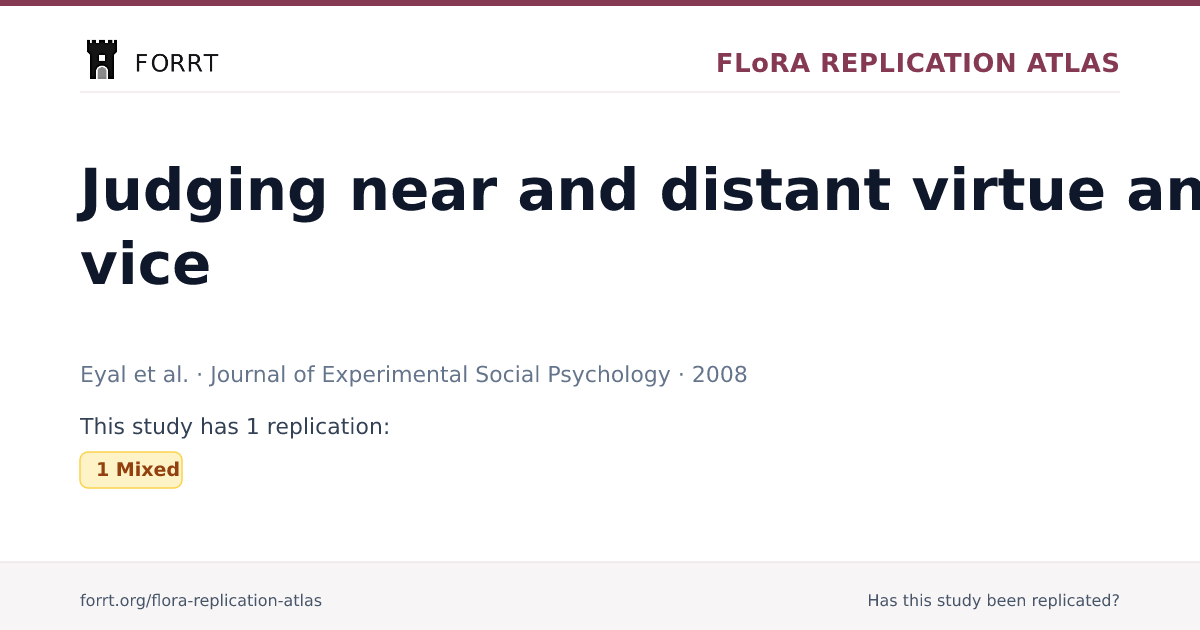 FORRT
FLoRA REPLICATION ATLAS
Judging near and distant virtue an
vice
Eyal et al. · Journal of Experimental Social Psychology · 2008
This study has 1 replication:
1 Mixed
forrt.org/flora-replication-atlas
Has this study been replicated?